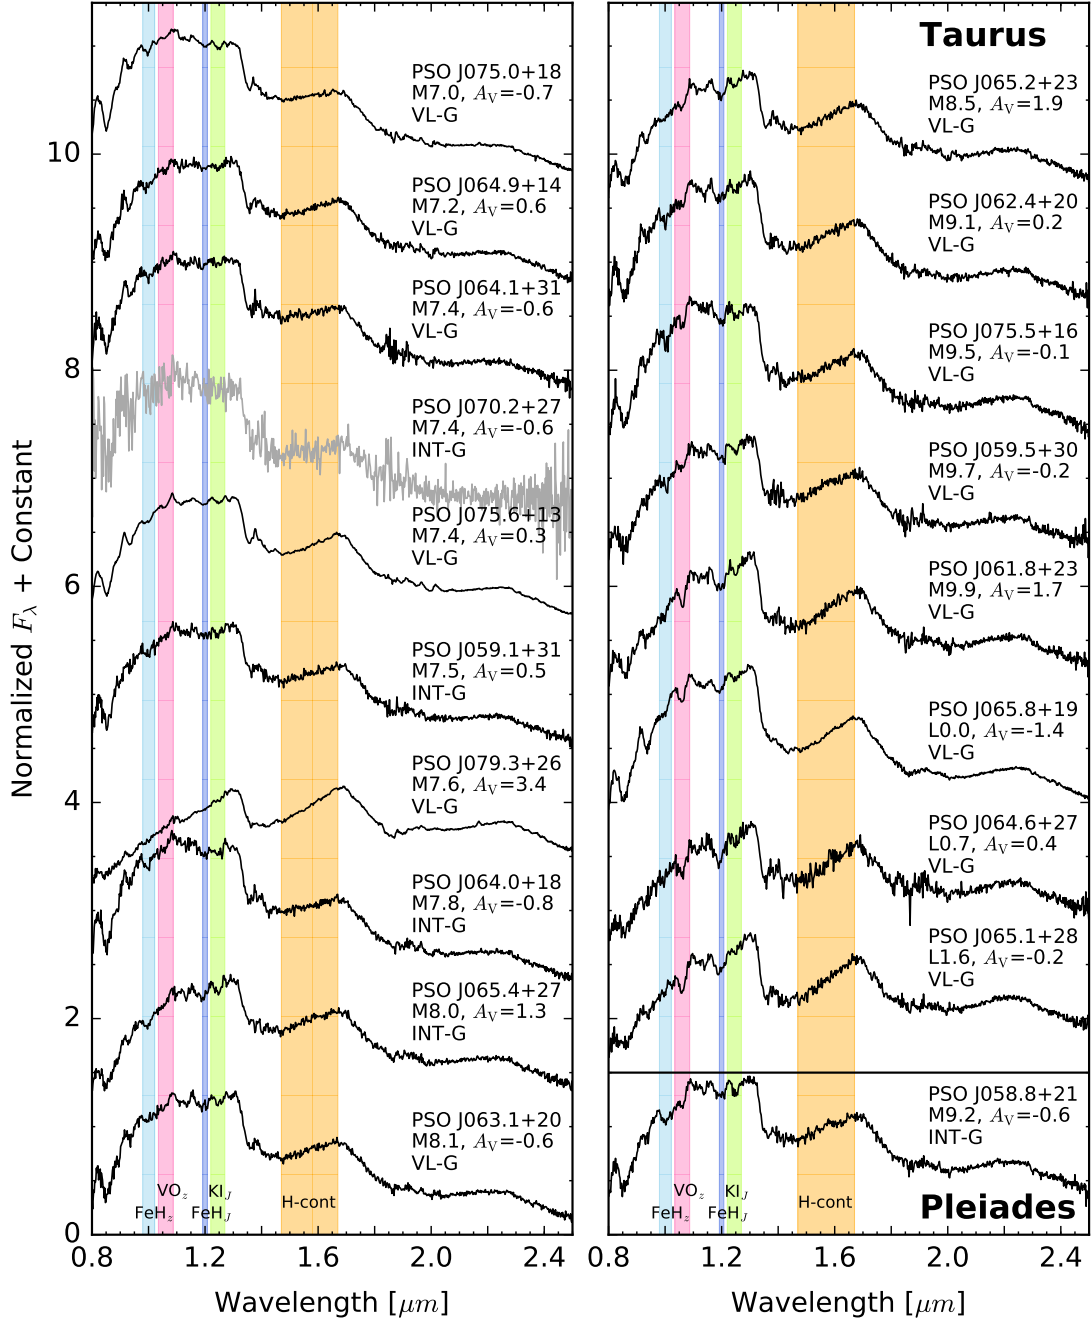 Taurus
PSO J075.0+18
M7.0, A_V=-0.7
VL-G
PSO J064.9+14
M7.2, A_V=0.6
VL-G
PSO J064.1+31
M7.4, A_V=-0.6
VL-G
PSO J070.2+27
M7.4, A_V=-0.6
INT-G
PSO J075.6+13
M7.4, A_V=0.3
VL-G
PSO J059.1+31
M7.5, A_V=0.5
INT-G
PSO J079.3+26
M7.6, A_V=3.4
VL-G
PSO J064.0+18
M7.8, A_V=-0.8
INT-G
PSO J065.4+27
M8.0, A_V=1.3
INT-G
PSO J063.1+20
M8.1, A_V=-0.6
VL-G
VO_z KI_J
FeH_z FeH_J
H-cont
10
8
6
4
2
0
Normalized F_λ + Constant
0.8 1.2 1.6 2.0 2.4
Wavelength [μm]
PSO J065.2+23
M8.5, A_V=1.9
VL-G
PSO J062.4+20
M9.1, A_V=0.2
VL-G
PSO J075.5+16
M9.5, A_V=-0.1
VL-G
PSO J059.5+30
M9.7, A_V=-0.2
VL-G
PSO J061.8+23
M9.9, A_V=1.7
VL-G
PSO J065.8+19
L0.0, A_V=-1.4
VL-G
PSO J064.6+27
L0.7, A_V=0.4
VL-G
PSO J065.1+28
L1.6, A_V=-0.2
VL-G
PSO J058.8+21
M9.2, A_V=-0.6
INT-G
VO_z KI_J
FeH_z FeH_J
H-cont
Pleiades
0.8 1.2 1.6 2.0 2.4
Wavelength [μm]